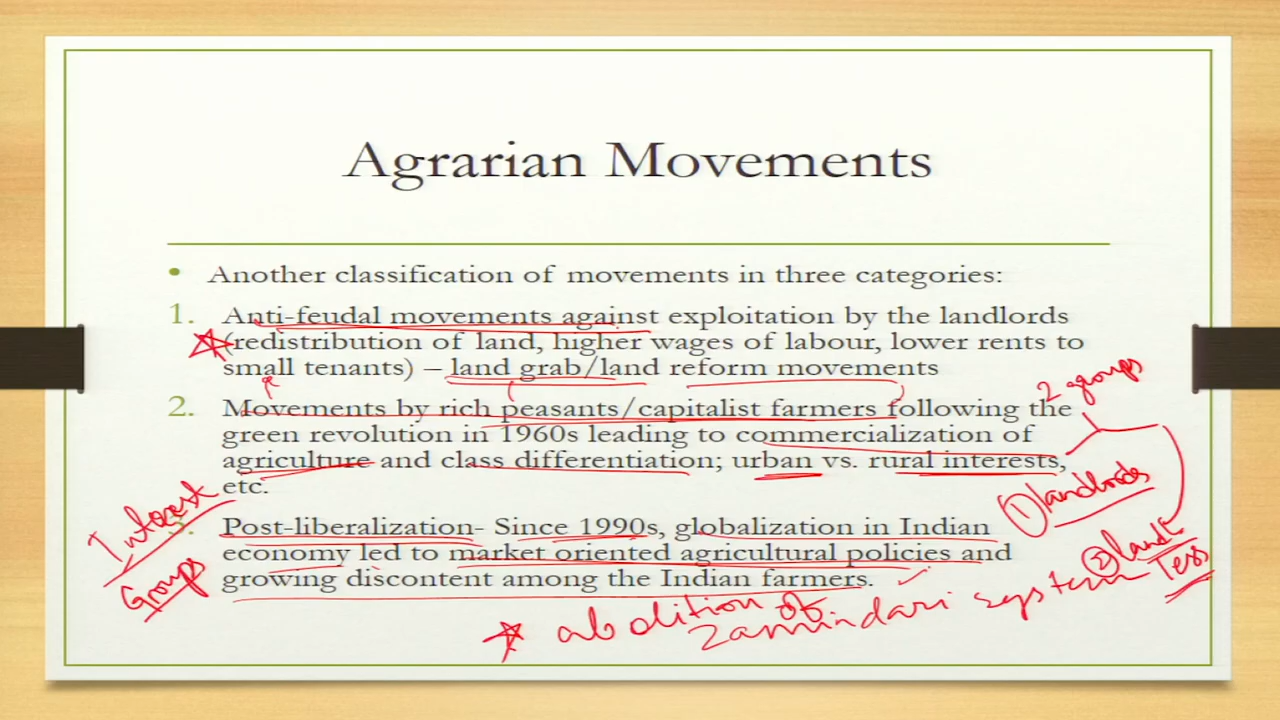 Agrarian Movements
• Another classification of movements in three categories:
1. Anti-feudal movements against exploitation by the landlords
(redistribution of land, higher wages of labour, lower rents to
small tenants) – land grab/land reform movements
2. Movements by rich peasants/capitalist farmers following the
green revolution in 1960s leading to commercialization of
agriculture and class differentiation; urban vs. rural interests,
etc.
3. Post-liberalization- Since 1990s, globalization in Indian
economy led to market oriented agricultural policies and
growing discontent among the Indian farmers.
2 groups
① landlords
② landless
Interest
Groups
abolition of
Zamindari system